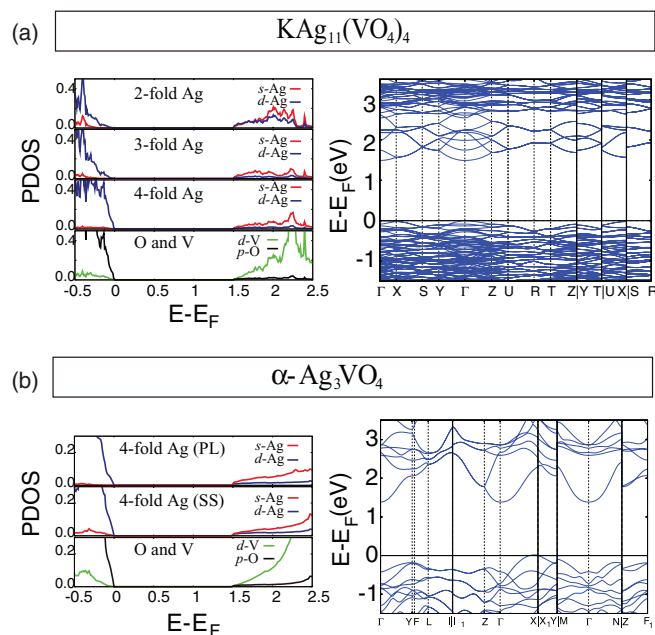 (a)
KAg11(VO4)4
PDOS
0.4
2-fold Ag
s-Ag
d-Ag
0.0
0.4
3-fold Ag
s-Ag
d-Ag
0.0
0.4
4-fold Ag
s-Ag
d-Ag
0.0
0.4
O and V
d-V
p-O
0.0
-0.5 0 0.5 1 1.5 2 2.5
E-EF
E-EF(eV)
3
2
1
0
-1
Γ X S Y Γ Z U R T Z|Y T|U X|S R
(b)
α-Ag3VO4
PDOS
0.2
4-fold Ag (PL)
s-Ag
d-Ag
0.0
0.2
4-fold Ag (SS)
s-Ag
d-Ag
0.0
0.2
O and V
d-V
p-O
0.0
-0.5 0 0.5 1 1.5 2 2.5
E-EF
E-EF(eV)
3
2
1
0
-1
Γ Y F L I|I1 Z Γ X|X1 Y|M Γ N|Z F1